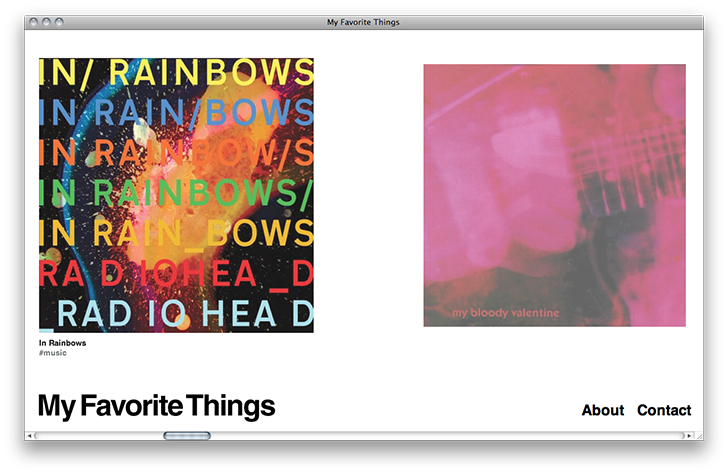 My Favorite Things
IN/ RAINBOWS
IN RAIN/BOWS
IN RAINBOW/S
IN RAINBOWS/
IN RAIN_BOWS
RA D IOHEA _D
_RAD IO HEA D
my bloody valentine
In Rainbows
#music
My Favorite Things
About Contact